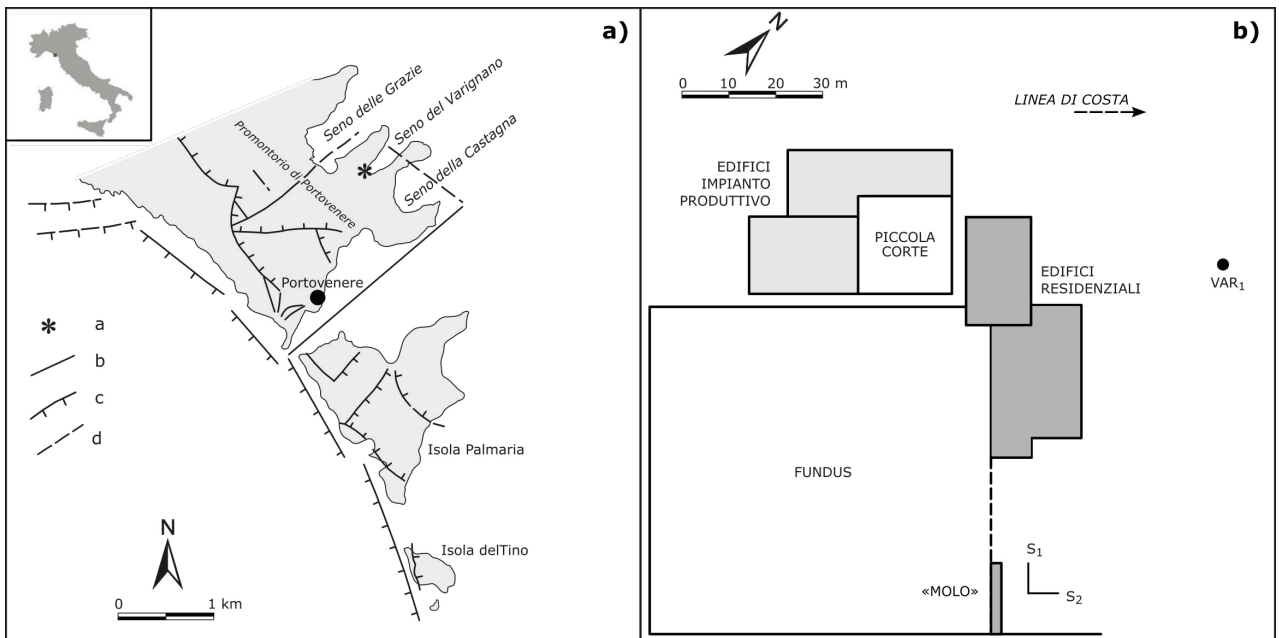 a)
Seno delle Grazie
Seno del Varignano
Seno della Castagna
Promontorio di Portovenere
Portovenere
a
b
c
d
Isola Palmaria
Isola delTino
N
0 1 km
b)
N
0 10 20 30 m
LINEA DI COSTA
EDIFICI
IMPIANTO
PRODUTTIVO
PICCOLA
CORTE
EDIFICI
RESIDENZIALI
VAR₁
FUNDUS
S₁
S₂
«MOLO»